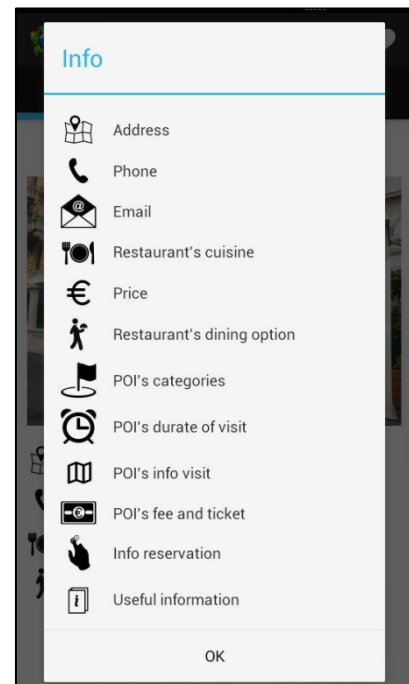 Info
Address
Phone
Email
Restaurant's cuisine
Price
Restaurant's dining option
POI's categories
POI's durate of visit
POI's info visit
POI's fee and ticket
Info reservation
Useful information
OK